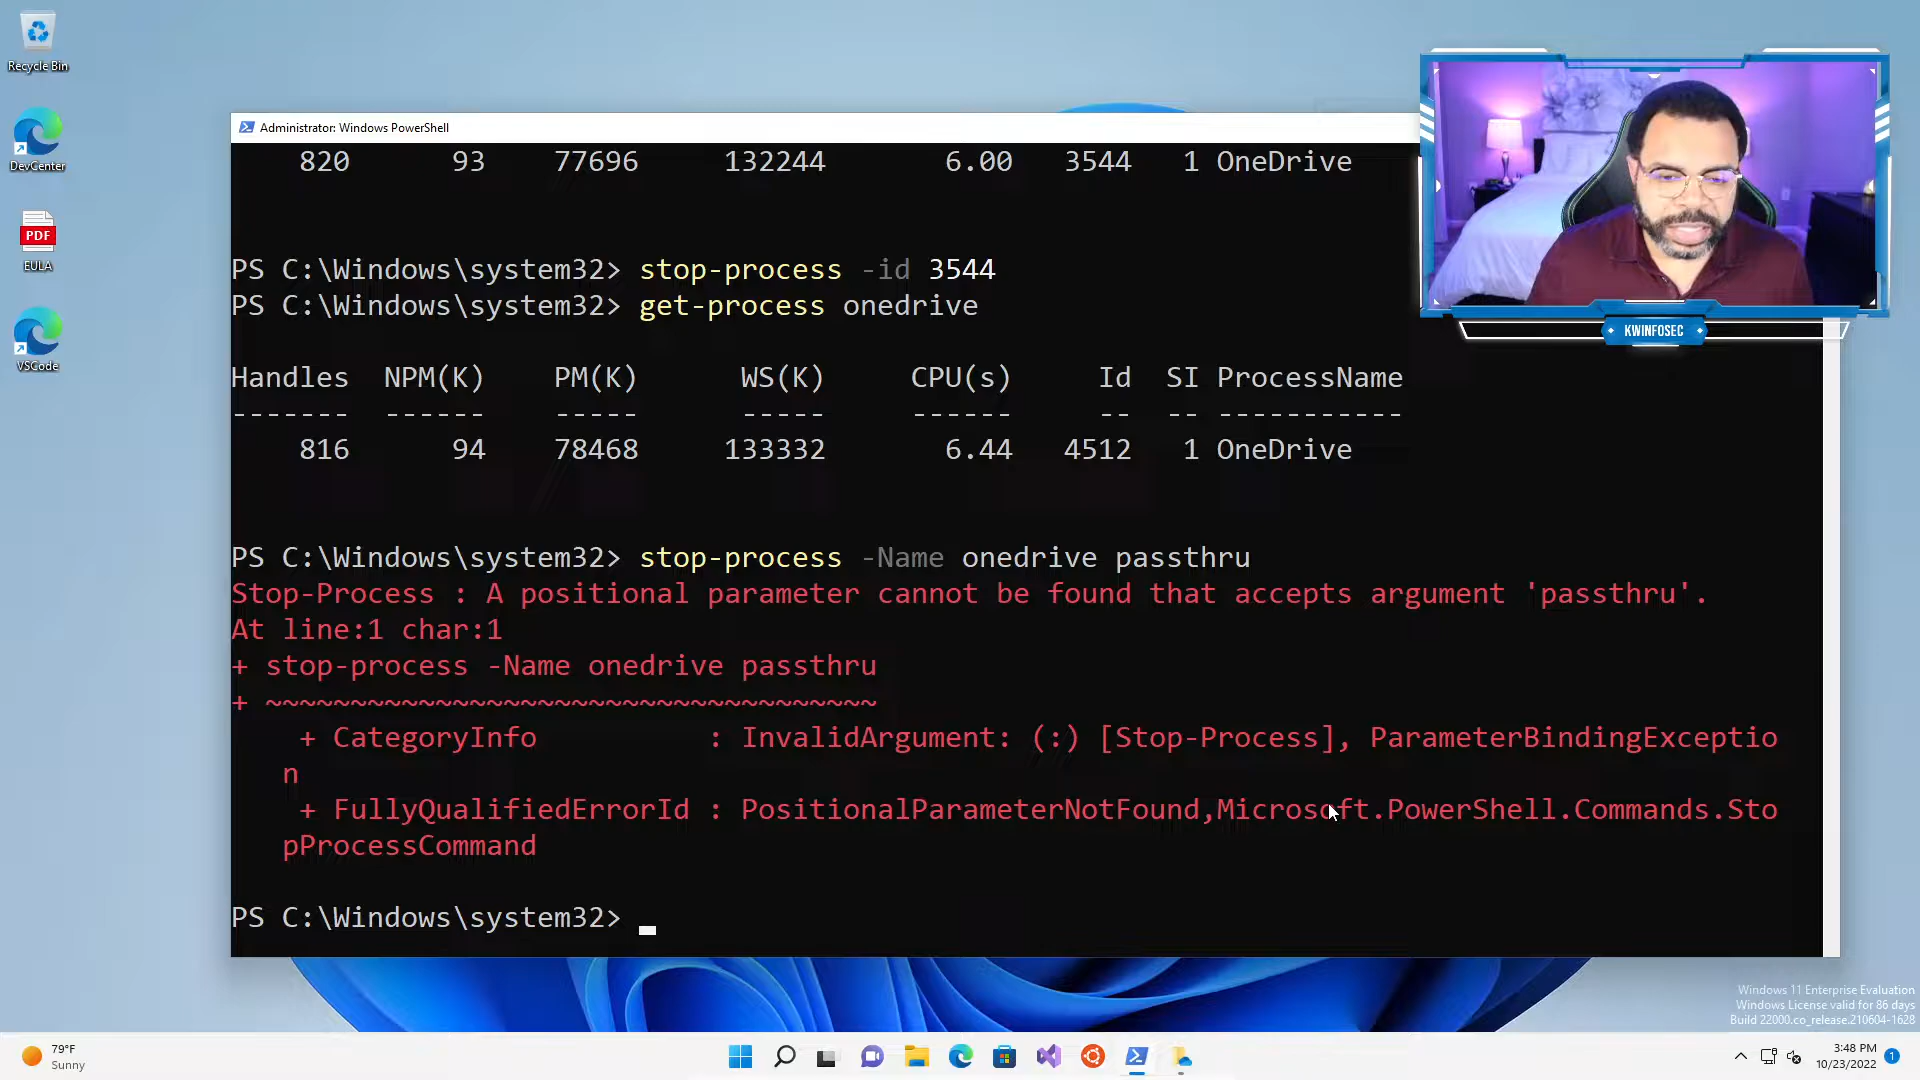 Recycle Bin
DevCenter
PDF
EULA
VSCode
Administrator: Windows PowerShell
820 93 77696 132244 6.00 3544 1 OneDrive
PS C:\Windows\system32> stop-process -id 3544
PS C:\Windows\system32> get-process onedrive
Handles NPM(K) PM(K) WS(K) CPU(s) Id SI ProcessName
------- ------ ----- ----- ------ -- -- -----------
816 94 78468 133332 6.44 4512 1 OneDrive
PS C:\Windows\system32> stop-process -Name onedrive passthru
Stop-Process : A positional parameter cannot be found that accepts argument 'passthru'.
At line:1 char:1
+ stop-process -Name onedrive passthru
+ ~~~~~~~~~~~~~~~~~~~~~~~~~~~~~~~~~~~~
+ CategoryInfo : InvalidArgument: (:) [Stop-Process], ParameterBindingExceptio
n
+ FullyQualifiedErrorId : PositionalParameterNotFound,Microsoft.PowerShell.Commands.Sto
pProcessCommand
PS C:\Windows\system32>
KWINFOSEC
Windows 11 Enterprise Evaluation
Windows License valid for 86 days
Build 22000.co_release.210604-1628
79°F
Sunny
3:48 PM
10/23/2022
1